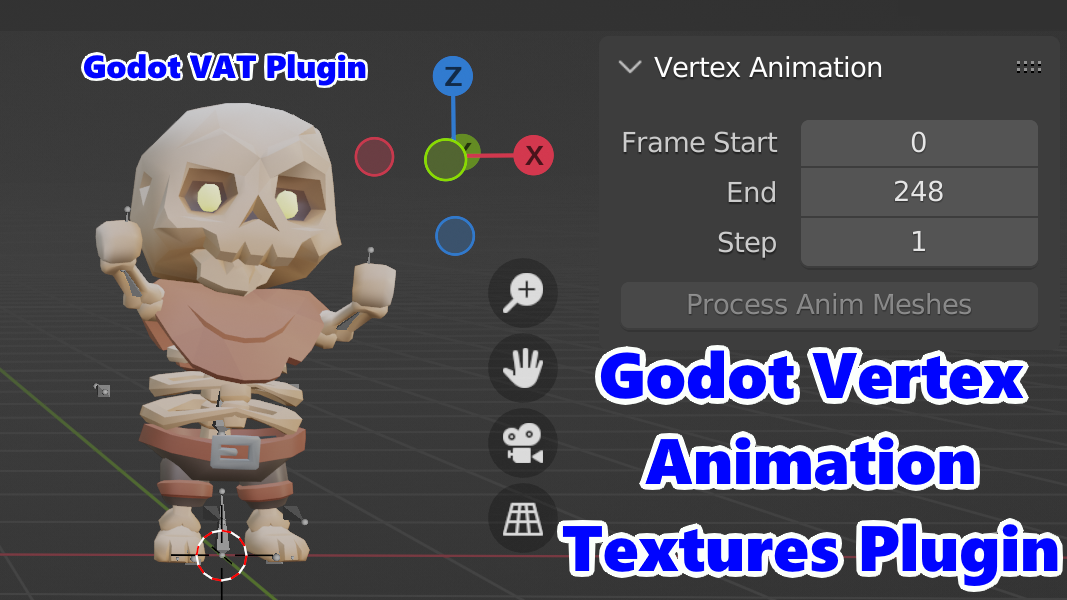 Godot VAT Plugin
Z
Y
X
Vertex Animation
Frame Start 0
End 248
Step 1
Process Anim Meshes
Godot Vertex
Animation
Textures Plugin